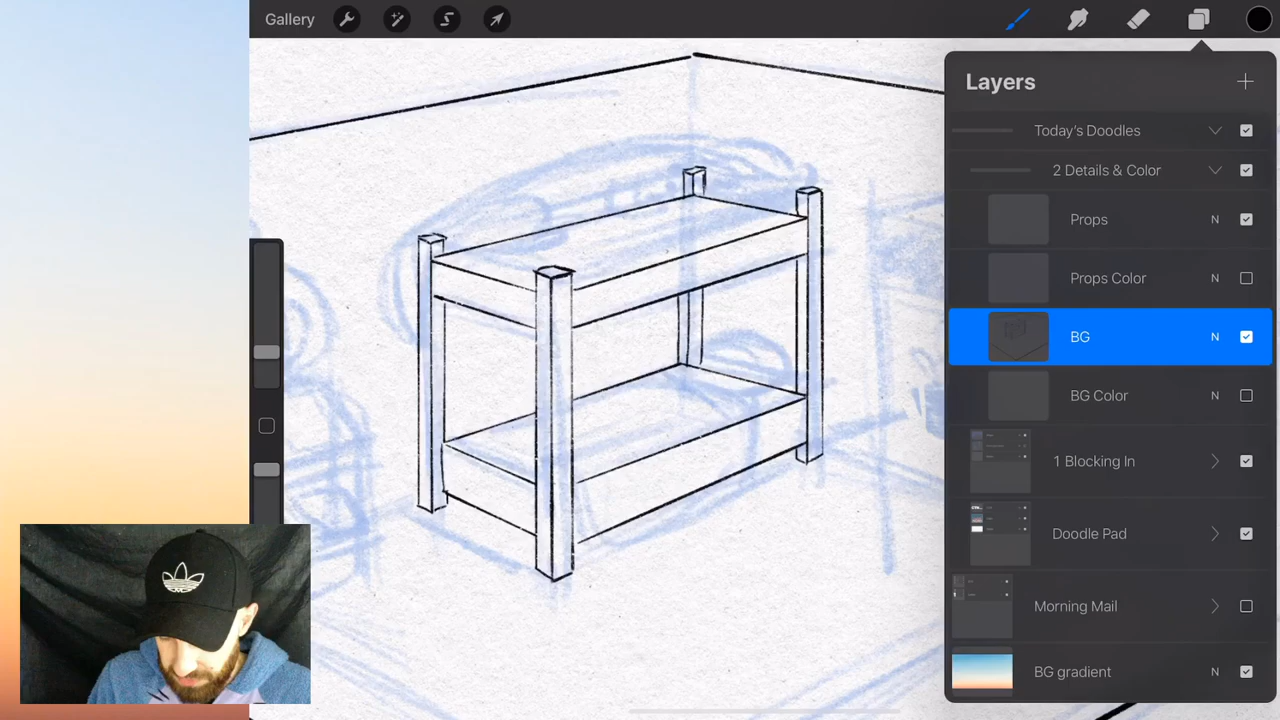 Gallery
Layers
Today's Doodles
2 Details & Color
Props N
Props Color N
BG N
BG Color N
1 Blocking In
Doodle Pad
Morning Mail
BG gradient N